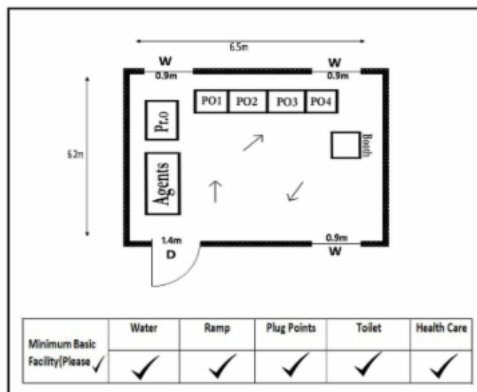 6.5m
W
W
0.9m
0.9m
PO1 PO2 PO3 PO4
Pr.o
6.2m
Booth
Agents
1.4m
0.9m
D
W
Water Ramp Plug Points Toilet Health Care
Minimum Basic
Facility(Please ✓ ✓ ✓ ✓ ✓ ✓